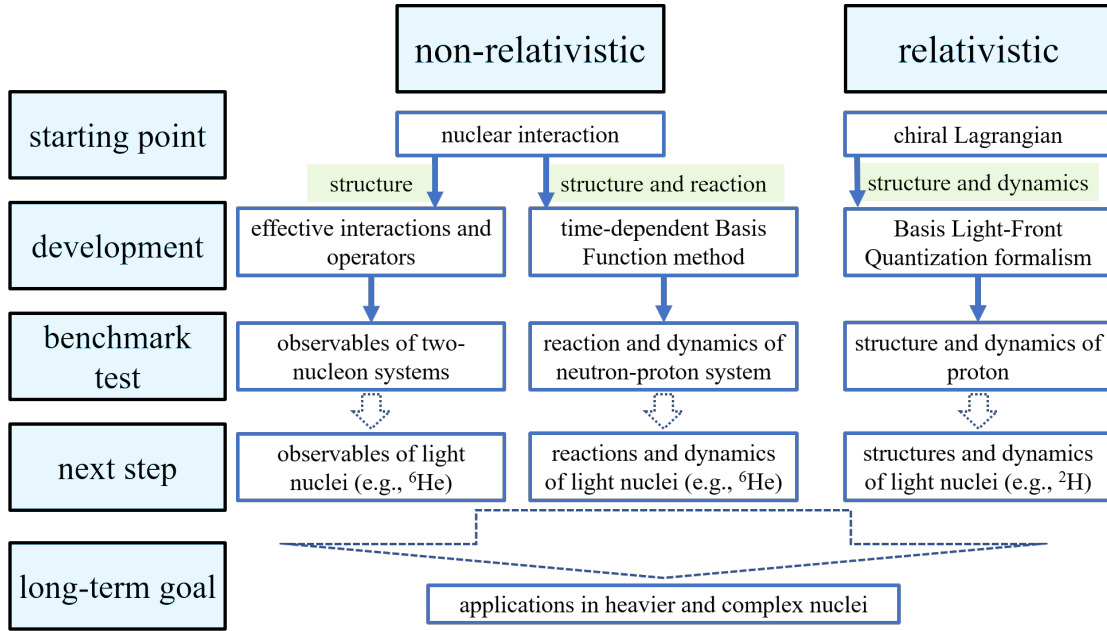 non-relativistic
relativistic
starting point
nuclear interaction
chiral Lagrangian
structure
structure and reaction
structure and dynamics
development
effective interactions and
operators
time-dependent Basis
Function method
Basis Light-Front
Quantization formalism
benchmark
test
observables of two-
nucleon systems
reaction and dynamics of
neutron-proton system
structure and dynamics of
proton
next step
observables of light
nuclei (e.g., ⁶He)
reactions and dynamics
of light nuclei (e.g., ⁶He)
structures and dynamics
of light nuclei (e.g., ²H)
long-term goal
applications in heavier and complex nuclei